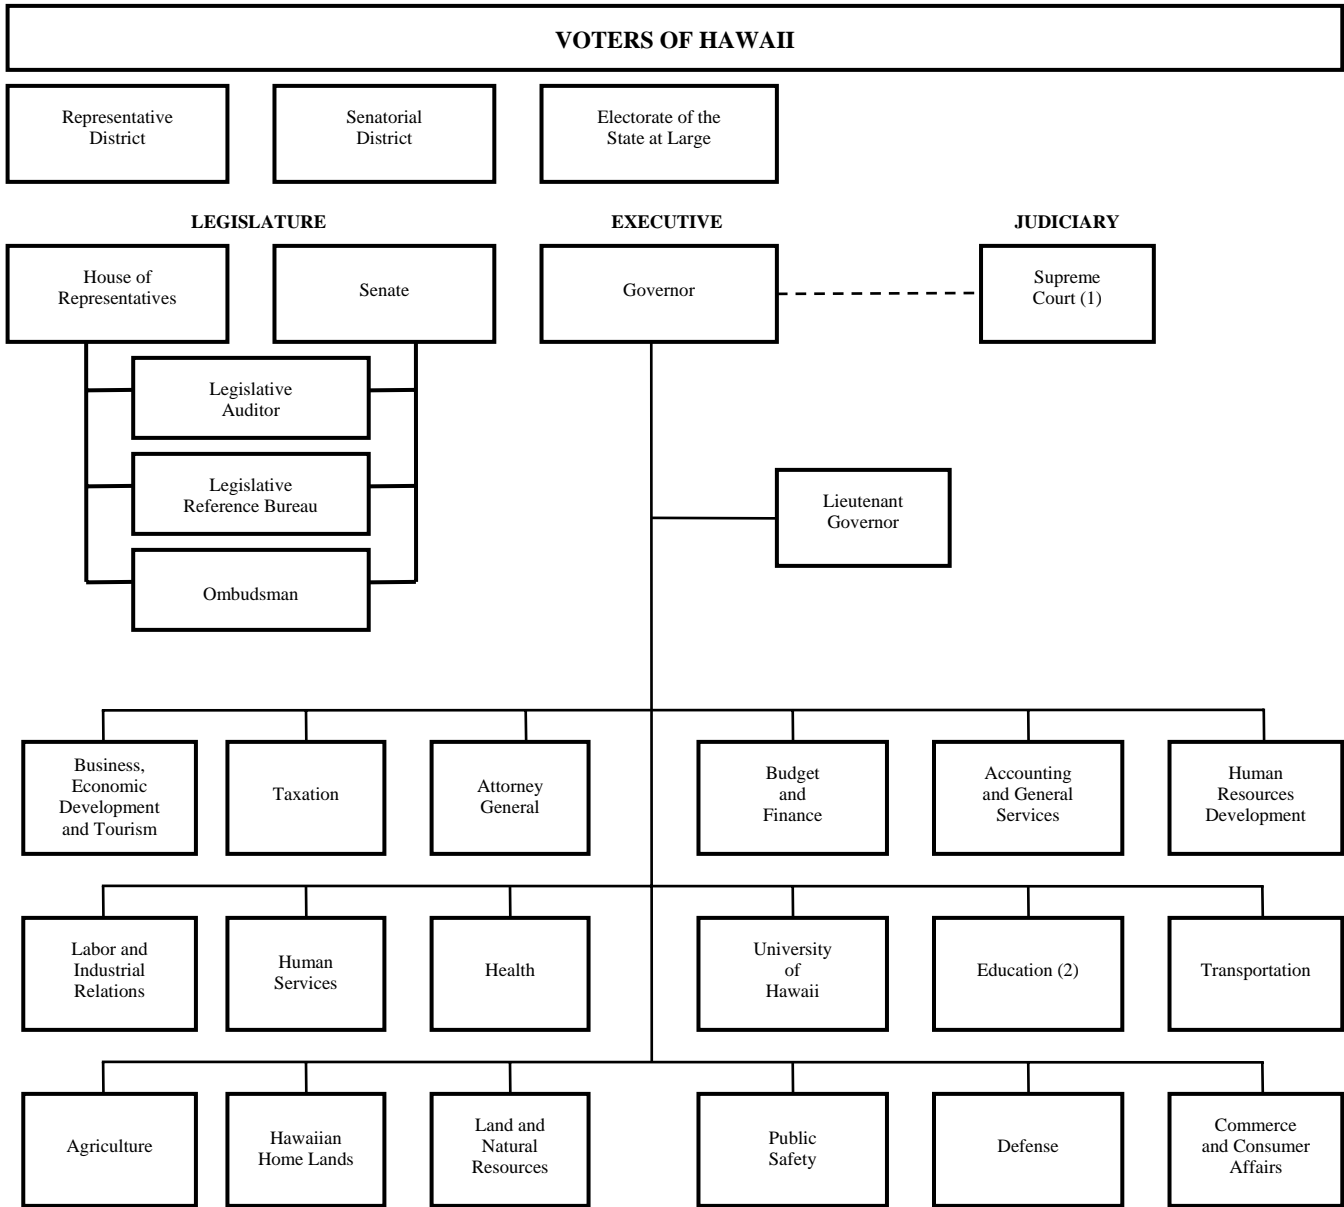 VOTERS OF HAWAII
Representative
District
Senatorial
District
Electorate of the
State at Large
LEGISLATURE
EXECUTIVE
JUDICIARY
House of
Representatives
Senate
Governor
Supreme
Court (1)
Legislative
Auditor
Legislative
Reference Bureau
Ombudsman
Lieutenant
Governor
Business,
Economic
Development
and Tourism
Taxation
Attorney
General
Budget
and
Finance
Accounting
and General
Services
Human
Resources
Development
Labor and
Industrial
Relations
Human
Services
Health
University
of
Hawaii
Education (2)
Transportation
Agriculture
Hawaiian
Home Lands
Land and
Natural
Resources
Public
Safety
Defense
Commerce
and Consumer
Affairs